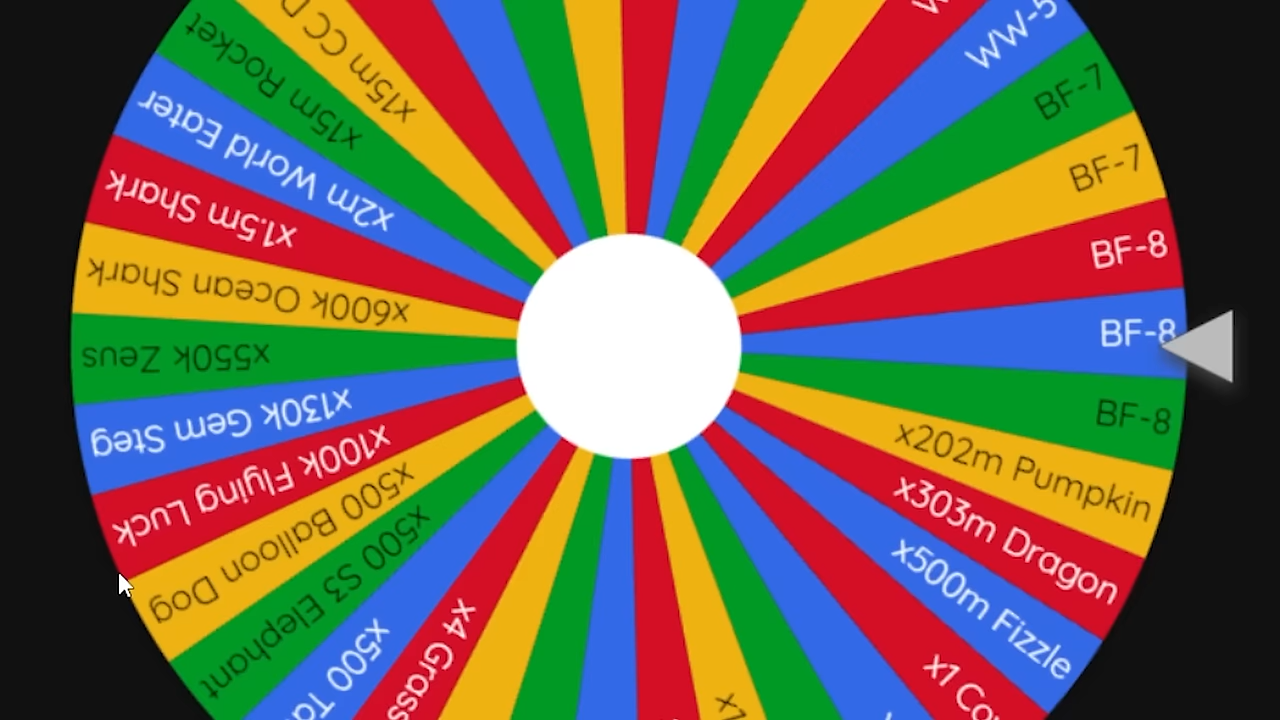 WW-5
BF-7
BF-7
BF-8
BF-8
BF-8
x202m Pumpkin
x303m Dragon
x500m Fizzle
x1
x4 Grass
x500
x500 S3 Elephant
x500 Balloon Dog
x100k Flying Luck
x130k Gem Steg
x550k Zeus
x600k Ocean Shark
x1.5m Shark
x2m World Eater
x15m Rocket
x15m CC